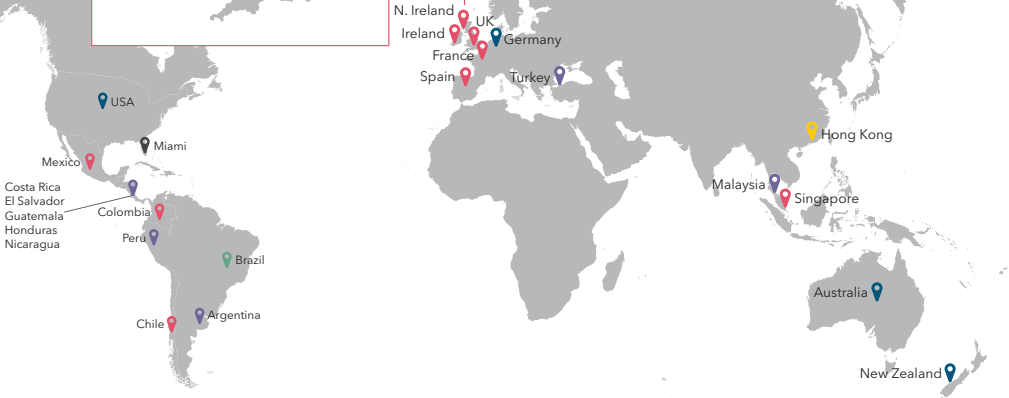 N. Ireland
UK
Ireland
Germany
France
Spain
Turkey
USA
Miami
Hong Kong
Mexico
Malaysia
Costa Rica
El Salvador
Guatemala
Honduras
Nicaragua
Singapore
Colombia
Peru
Brazil
Australia
Argentina
Chile
New Zealand